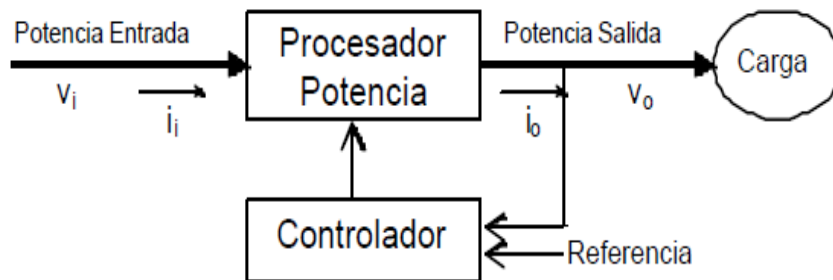 Potencia Entrada
Procesador
Potencia
Potencia Salida
Carga
vi
ii
io
vo
Controlador
Referencia